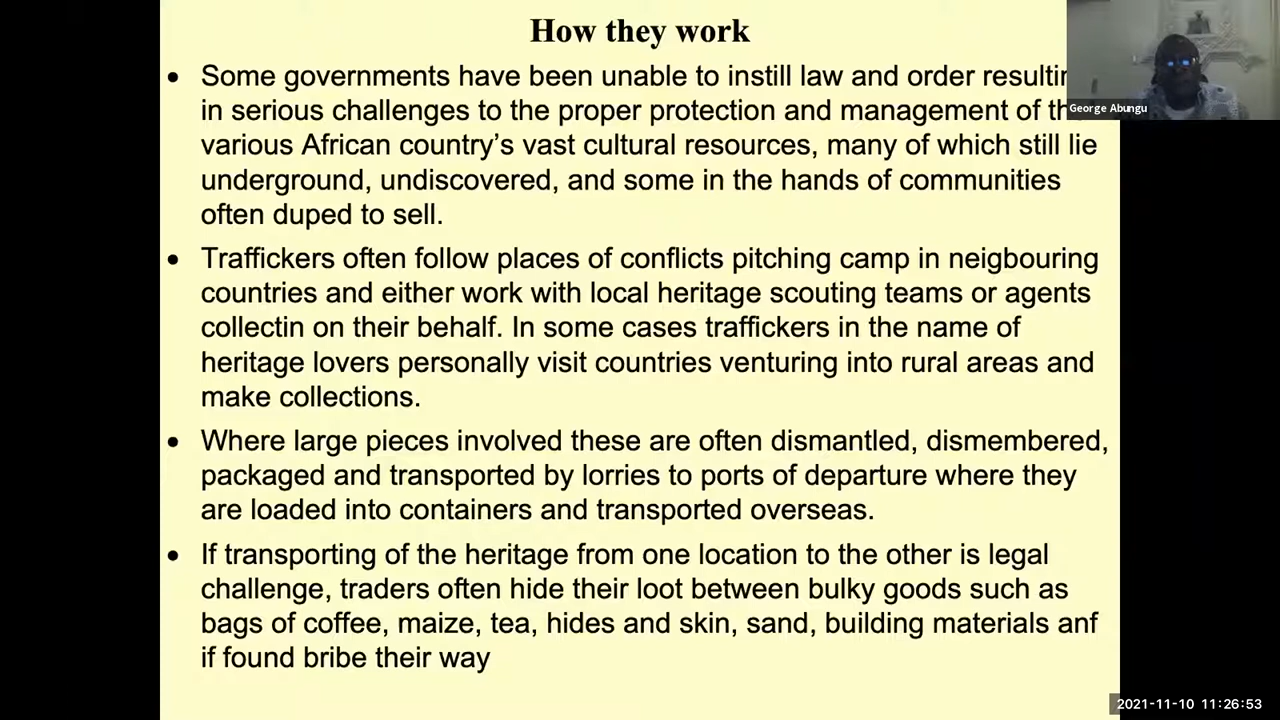 How they work
• Some governments have been unable to instill law and order
in serious challenges to the proper protection and management of
various African country's vast cultural resources, many of which still lie
underground, undiscovered, and some in the hands of communities
often duped to sell.
• Traffickers often follow places of conflicts pitching camp in neigbouring
countries and either work with local heritage scouting teams or agents
collectin on their behalf. In some cases traffickers in the name of
heritage lovers personally visit countries venturing into rural areas and
make collections.
• Where large pieces involved these are often dismantled, dismembered,
packaged and transported by lorries to ports of departure where they
are loaded into containers and transported overseas.
• If transporting of the heritage from one location to the other is legal
challenge, traders often hide their loot between bulky goods such as
bags of coffee, maize, tea, hides and skin, sand, building materials anf
if found bribe their way
George Abungu
2021-11-10 11:26:53